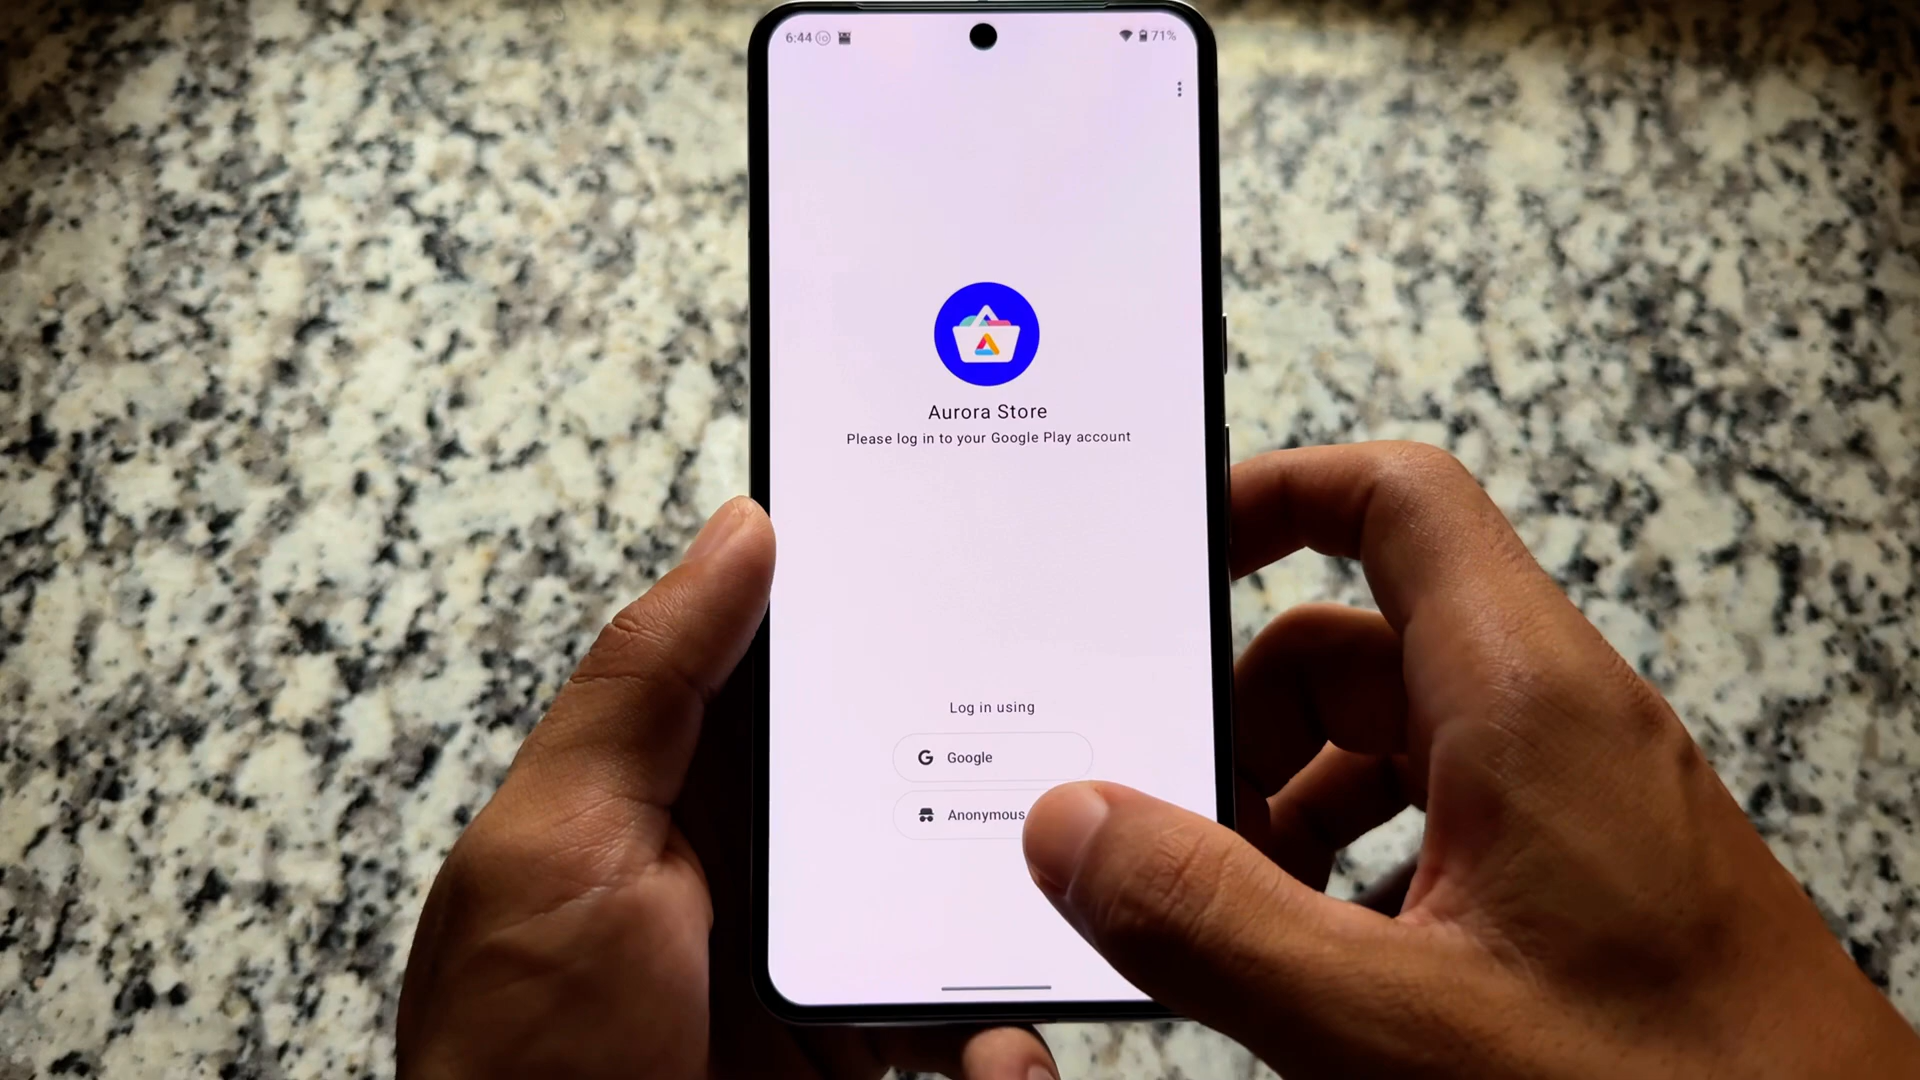 6:44 71%
Aurora Store
Please log in to your Google Play account
Log in using
Google
Anonymous